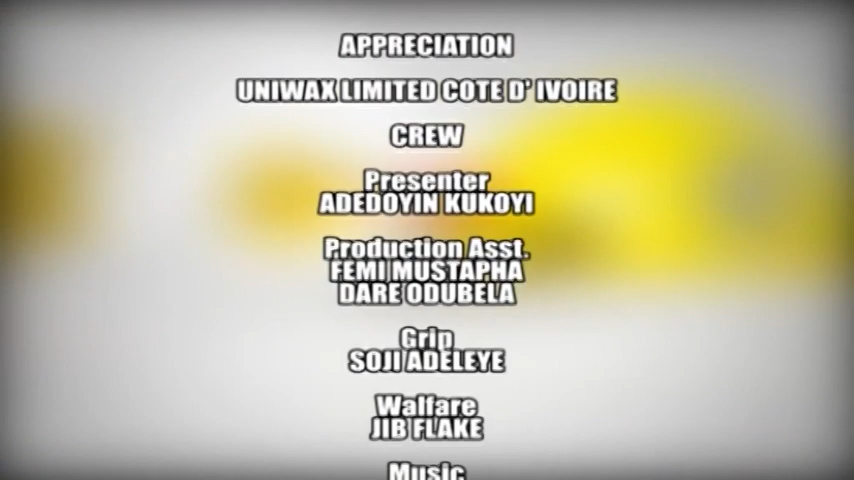 APPRECIATION
UNIWAX LIMITED COTE D' IVOIRE
CREW
Presenter
ADEDOYIN KUKOYI
Production Asst.
FEMI MUSTAPHA
DARE ODUBELA
Grip
SOJI ADELEYE
Walfare
JIB FLAKE
Music